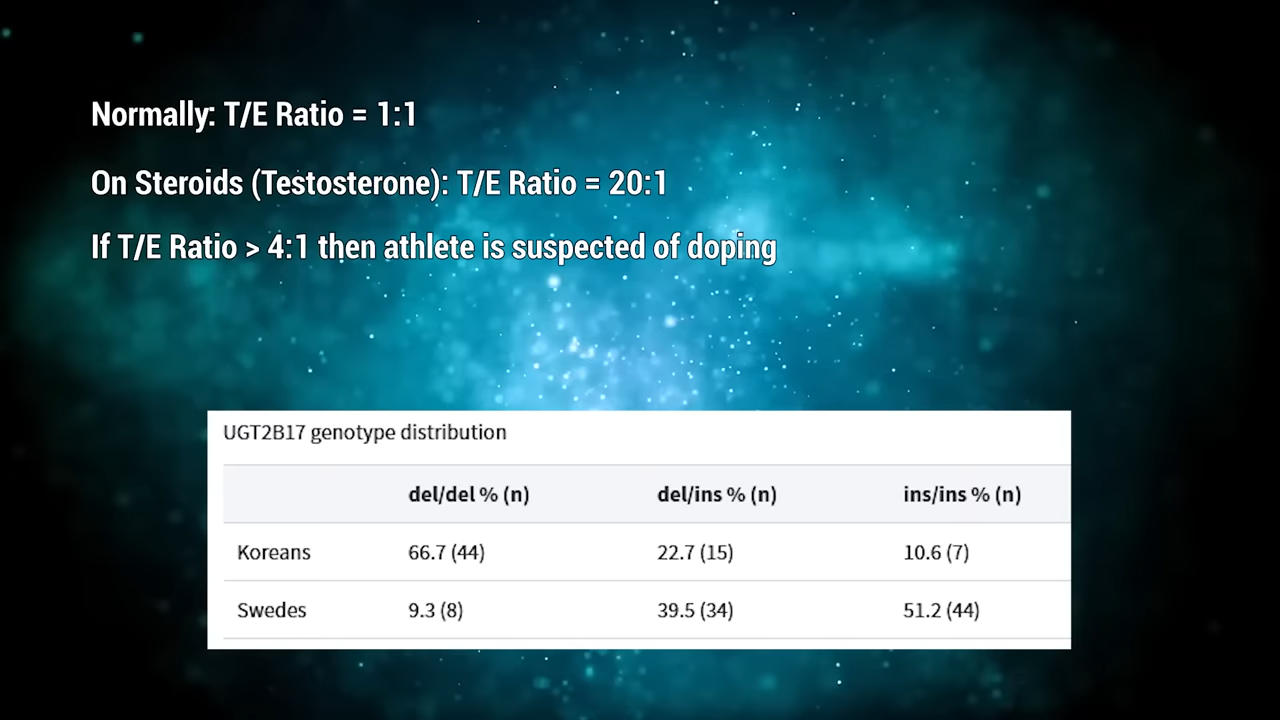 Normally: T/E Ratio = 1:1
On Steroids (Testosterone): T/E Ratio = 20:1
If T/E Ratio > 4:1 then athlete is suspected of doping
UGT2B17 genotype distribution
del/del % (n) del/ins % (n) ins/ins % (n)
Koreans 66.7 (44) 22.7 (15) 10.6 (7)
Swedes 9.3 (8) 39.5 (34) 51.2 (44)